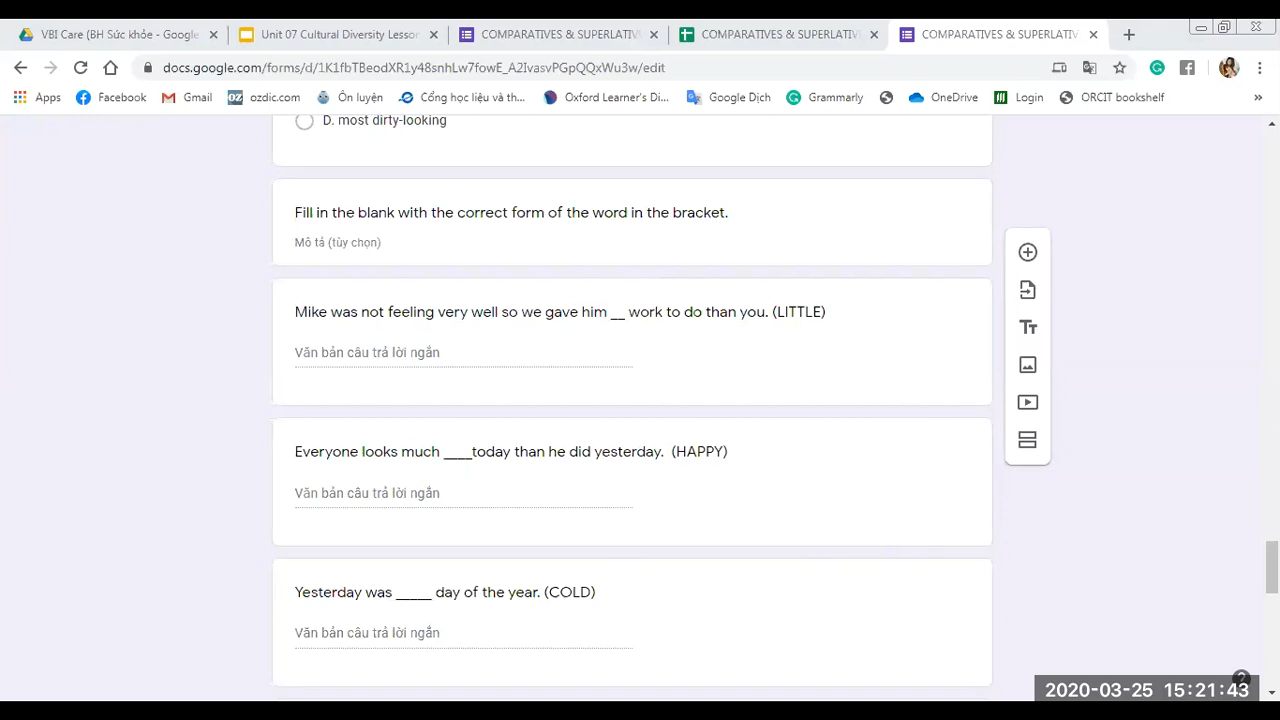 VBI Care (BH Sức khỏe - Google
Unit 07 Cultural Diversity Lesson
COMPARATIVES & SUPERLATIV
COMPARATIVES & SUPERLATIV
COMPARATIVES & SUPERLATIV
docs.google.com/forms/d/1K1fbTBeodXR1y48snhLw7fowE_A2IvasvPGpQQxWu3w/edit
Apps
Facebook
Gmail
ozdic.com
Ôn luyện
Cổng học liệu và th...
Oxford Learner's Di...
Google Dịch
Grammarly
OneDrive
Login
ORCIT bookshelf
D. most dirty-looking
Fill in the blank with the correct form of the word in the bracket.
Mô tả (tùy chọn)
Mike was not feeling very well so we gave him __ work to do than you. (LITTLE)
Văn bản câu trả lời ngắn
Everyone looks much ____today than he did yesterday. (HAPPY)
Văn bản câu trả lời ngắn
Yesterday was _____ day of the year. (COLD)
Văn bản câu trả lời ngắn
2020-03-25 15:21:43